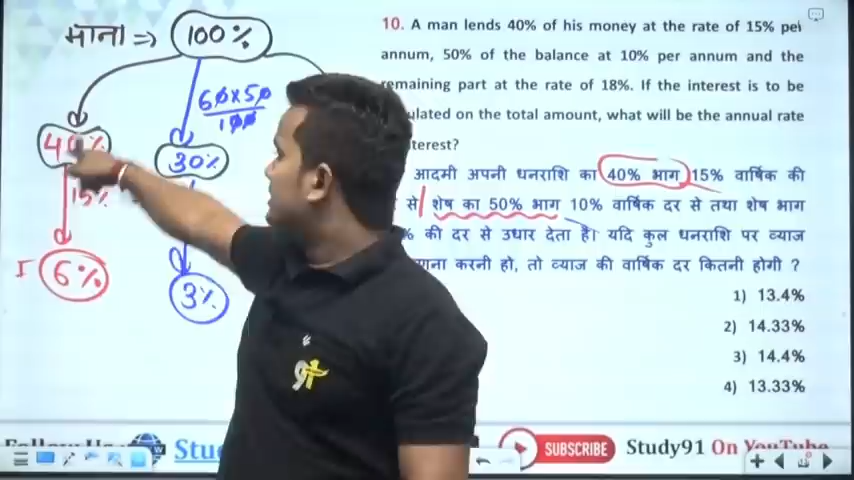 माना => 100%
60×50
100
40%
30%
15%
I 6%
3%
10. A man lends 40% of his money at the rate of 15% per
annum, 50% of the balance at 10% per annum and the
remaining part at the rate of 18%. If the interest is to be
on the total amount, what will be the annual rate
आदमी अपनी धनराशि का 40% भाग 15% वार्षिक की
से शेष का 50% भाग 10% वार्षिक दर से तथा शेष भाग
% की दर से उधार देता है। यदि कुल धनराशि पर व्याज
करनी हो, तो व्याज की वार्षिक दर कितनी होगी ?
1) 13.4%
2) 14.33%
3) 14.4%
4) 13.33%
91
SUBSCRIBE Study91 On YouTube